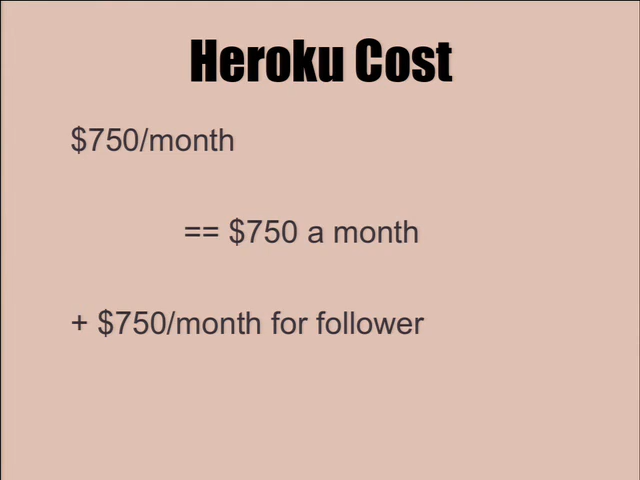 Heroku Cost
$750/month
== $750 a month
+ $750/month for follower